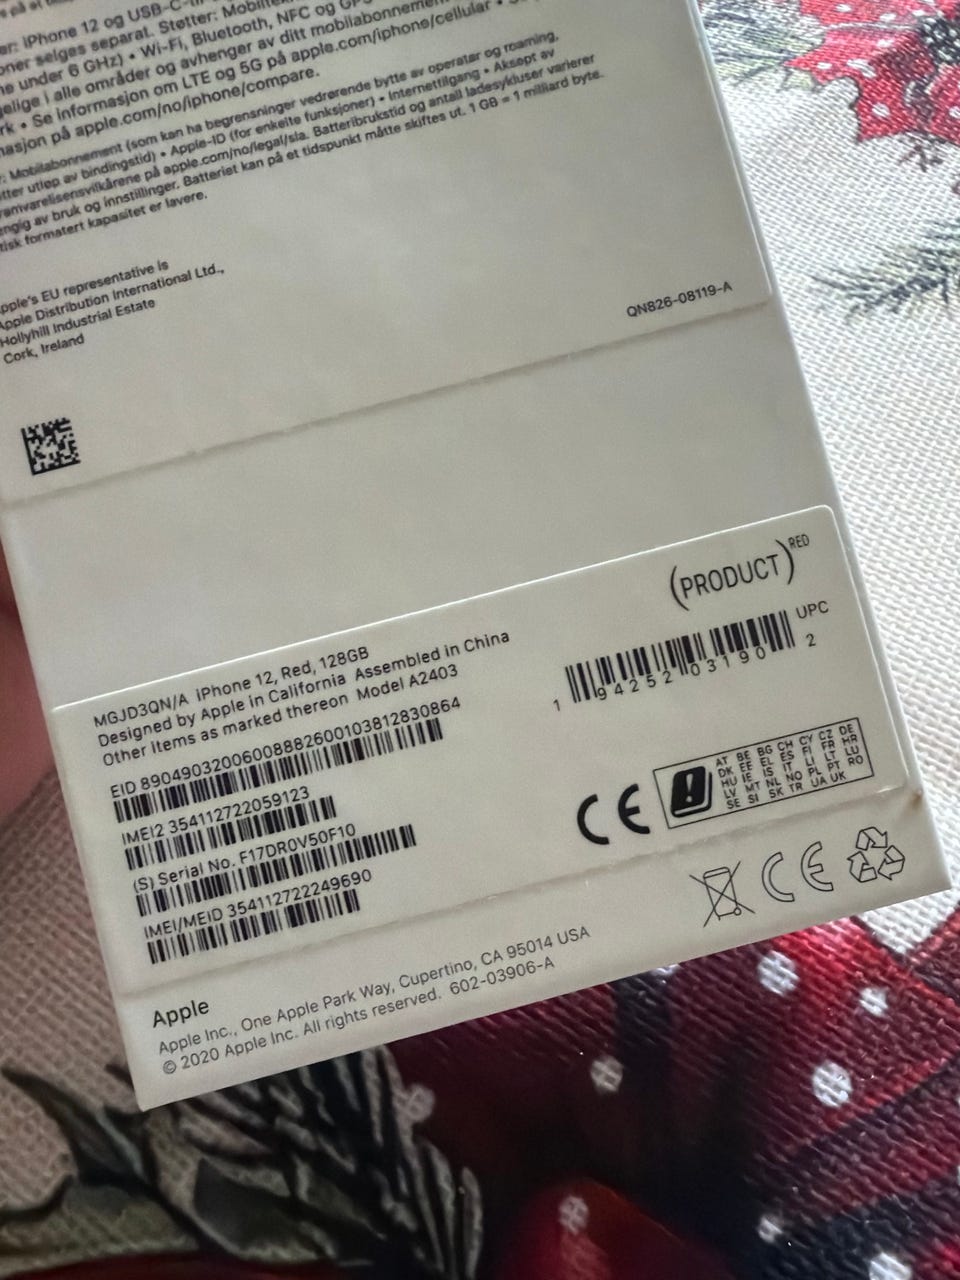 er: iPhone 12 og USB-C-til-
oner selges separat. Støtter: Mobiltel
ne under 6 GHz) • Wi-Fi, Bluetooth, NFC og GPS
gelige i alle områder og avhenger av ditt mobilabonnement
rk • Se informasjon om LTE og 5G på apple.com/iphone/cellular •
masjon på apple.com/no/iphone/compare.
: Mobilabonnement (som kan ha begrensninger vedrørende bytte av operatør og roaming,
etter utløp av bindingstid) • Apple-ID (for enkelte funksjoner) • Internettilgang • Aksept av
ramvarelisensvilkårene på apple.com/no/legal/sla. Batteribrukstid og antall ladesykluser varierer
engig av bruk og innstillinger. Batteriet kan på et tidspunkt måtte skiftes ut. 1 GB = 1 milliard byte.
tisk formatert kapasitet er lavere.
Apple's EU representative is
Apple Distribution International Ltd.,
Hollyhill Industrial Estate
Cork, Ireland
QN826-08119-A
(PRODUCT)RED
MGJD3QN/A iPhone 12, Red, 128GB
Designed by Apple in California Assembled in China
Other Items as marked thereon Model A2403
UPC
1 94252 03190 2
EID 89049032006008882600103812830864
IMEI2 354112722059123
(S) Serial No. F17DR0V50F10
IMEI/MEID 354112722249690
CE
AT BE BG CH CY CZ DE
DK EE EL ES FI FR HR
HU IE IS IT LI LT LU
LV MT NL NO PL PT RO
SE SI SK TR UA UK
CE
Apple
Apple Inc., One Apple Park Way, Cupertino, CA 95014 USA
© 2020 Apple Inc. All rights reserved. 602-03906-A